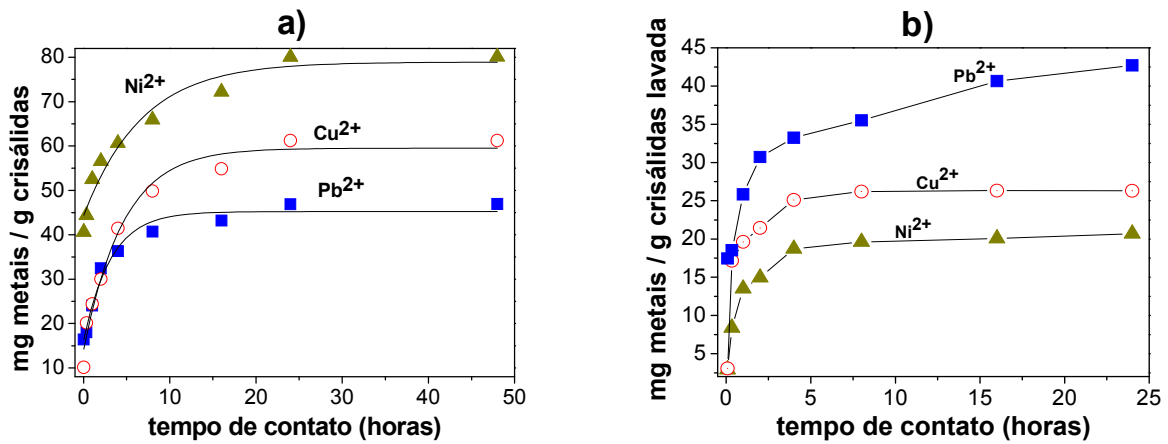 a)
mg metais / g crisálidas
80
70
60
50
40
30
20
10
Ni2+
Cu2+
Pb2+
0
10
20
30
40
50
tempo de contato (horas)
b)
mg metais / g crisálida lavada
45
40
35
30
25
20
15
10
5
Pb2+
Cu2+
Ni2+
0
5
10
15
20
25
tempo de contato (horas)